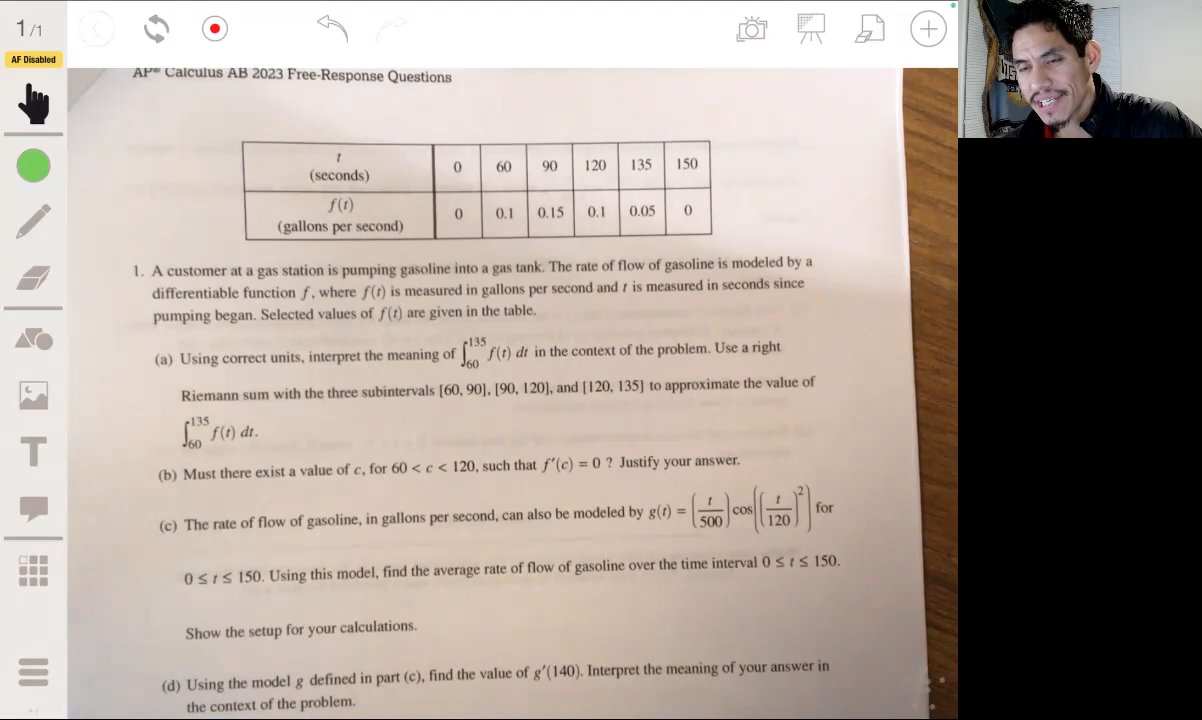 1/1
AF Disabled
AP® Calculus AB 2023 Free-Response Questions
t (seconds) 0 60 90 120 135 150
f(t) (gallons per second) 0 0.1 0.15 0.1 0.05 0
1. A customer at a gas station is pumping gasoline into a gas tank. The rate of flow of gasoline is modeled by a
differentiable function f, where f(t) is measured in gallons per second and t is measured in seconds since
pumping began. Selected values of f(t) are given in the table.
(a) Using correct units, interpret the meaning of ∫₆₀¹³⁵ f(t) dt in the context of the problem. Use a right
Riemann sum with the three subintervals [60, 90], [90, 120], and [120, 135] to approximate the value of
∫₆₀¹³⁵ f(t) dt.
(b) Must there exist a value of c, for 60 < c < 120, such that f′(c) = 0 ? Justify your answer.
(c) The rate of flow of gasoline, in gallons per second, can also be modeled by g(t) = (t/500) cos((t/120)²) for
0 ≤ t ≤ 150. Using this model, find the average rate of flow of gasoline over the time interval 0 ≤ t ≤ 150.
Show the setup for your calculations.
(d) Using the model g defined in part (c), find the value of g′(140). Interpret the meaning of your answer in
the context of the problem.
T